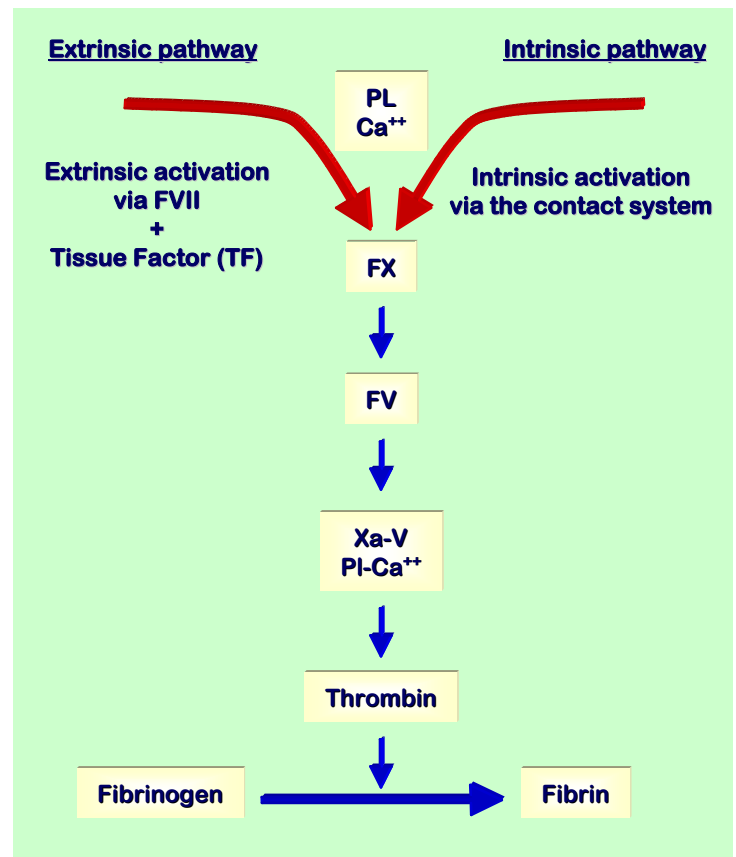 Extrinsic pathway
Intrinsic pathway
PL
Ca⁺⁺
Extrinsic activation
via FVII
+
Tissue Factor (TF)
Intrinsic activation
via the contact system
FX
FV
Xa-V
Pl-Ca⁺⁺
Thrombin
Fibrinogen
Fibrin